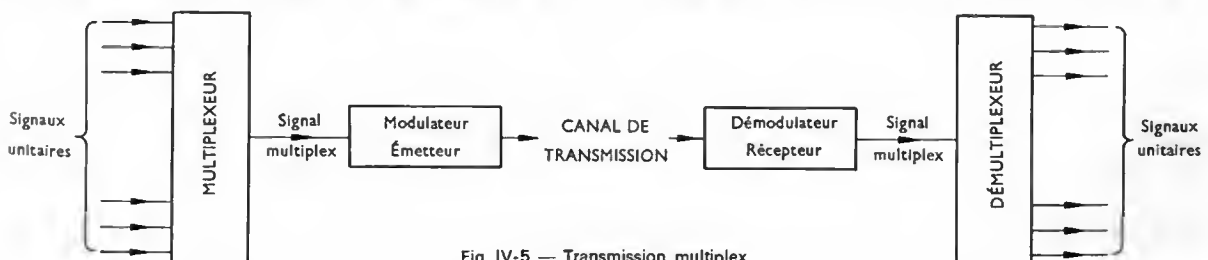 Signaux
unitaires
MULTIPLEXEUR
Signal
multiplex
Modulateur
Émetteur
CANAL DE
TRANSMISSION
Démodulateur
Récepteur
Signal
multiplex
DÉMULTIPLEXEUR
Signaux
unitaires
Fig. IV-5 — Transmission multiplex